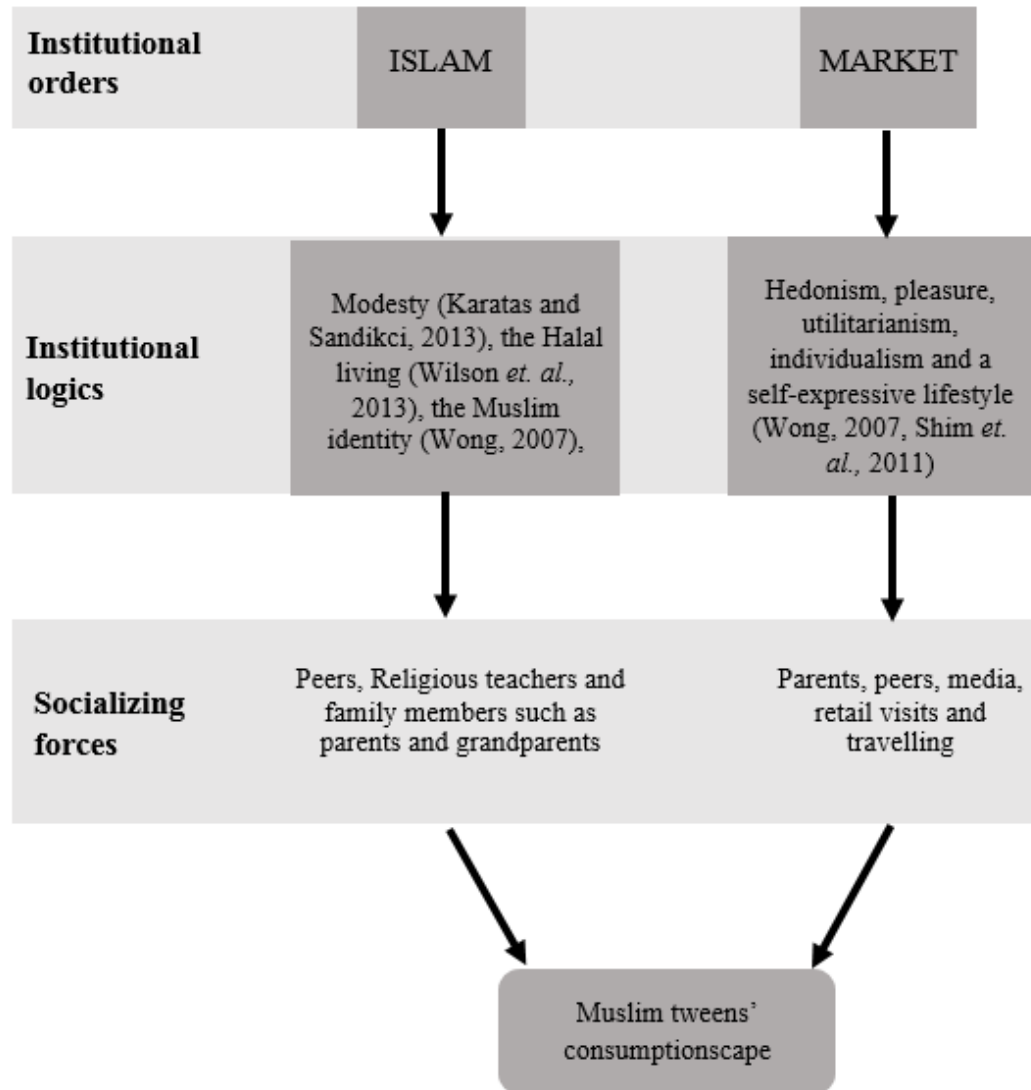 Institutional
orders
ISLAM
MARKET
Institutional
logics
Modesty (Karatas and
Sandikci, 2013), the Halal
living (Wilson et. al.,
2013), the Muslim
identity (Wong, 2007),
Hedonism, pleasure,
utilitarianism,
individualism and a
self-expressive lifestyle
(Wong, 2007, Shim et.
al., 2011)
Socializing
forces
Peers, Religious teachers and
family members such as
parents and grandparents
Parents, peers, media,
retail visits and
travelling
Muslim tweens’
consumptionscape